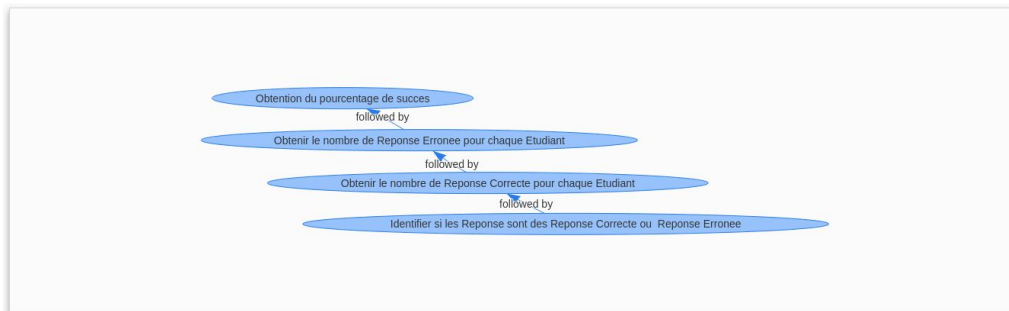 Obtention du pourcentage de succes
followed by
Obtenir le nombre de Reponse Erronee pour chaque Etudiant
followed by
Obtenir le nombre de Reponse Correcte pour chaque Etudiant
followed by
Identifier si les Reponse sont des Reponse Correcte ou  Reponse Erronee